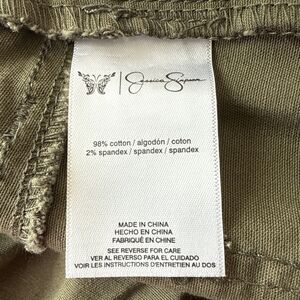 Jessica Simpson
98% cotton / algodón / coton
2% spandex / spandex / spandex
MADE IN CHINA
HECHO EN CHINA
FABRIQUÉ EN CHINE
SEE REVERSE FOR CARE
VER AL REVERSO PARA EL CUIDADO
VOIR LES INSTRUCTIONS D'ENTRETIEN AU DOS